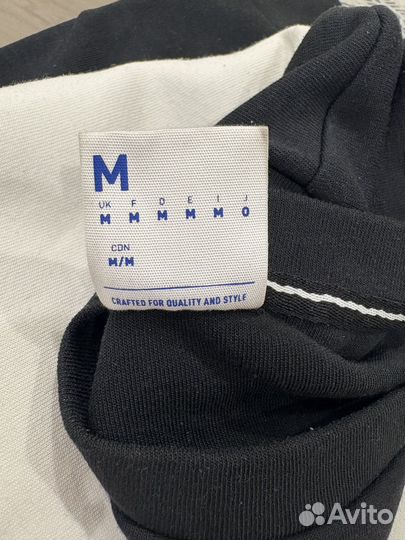 M
UK F D E I J
M M M M M O
CDN
M/M
CRAFTED FOR QUALITY AND STYLE
Avito